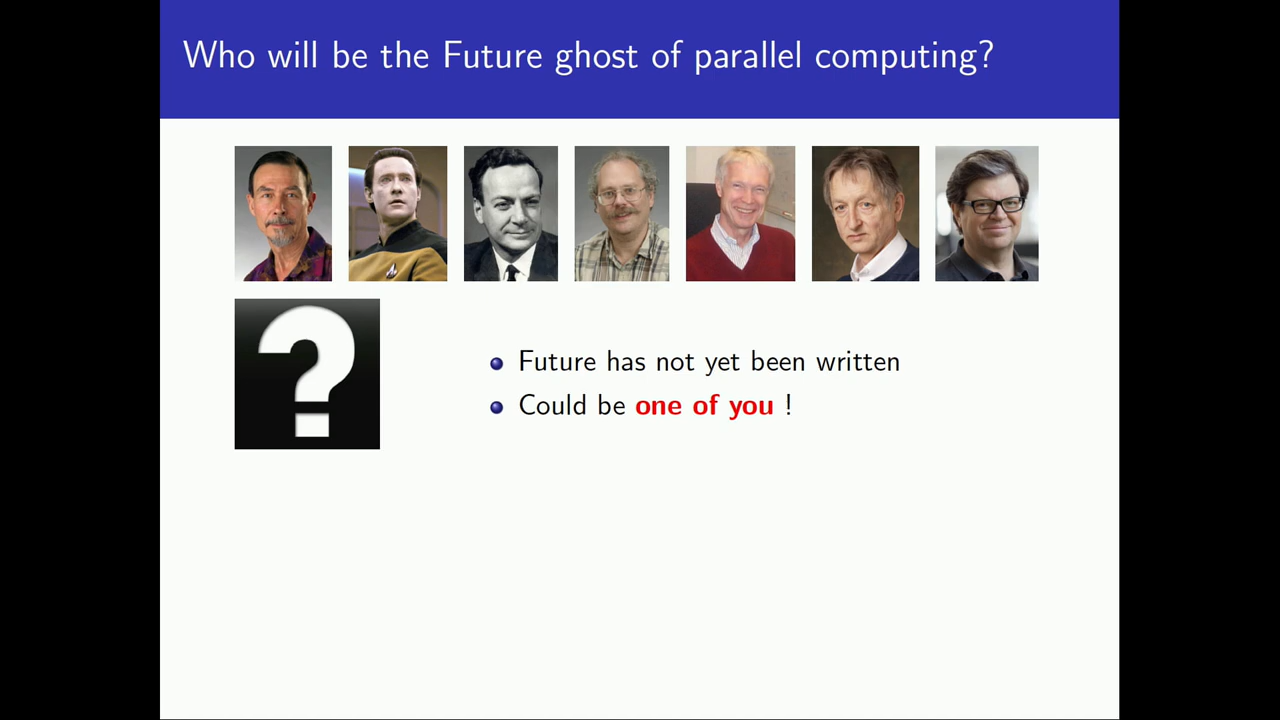 Who will be the Future ghost of parallel computing?
?
Future has not yet been written
Could be one of you !